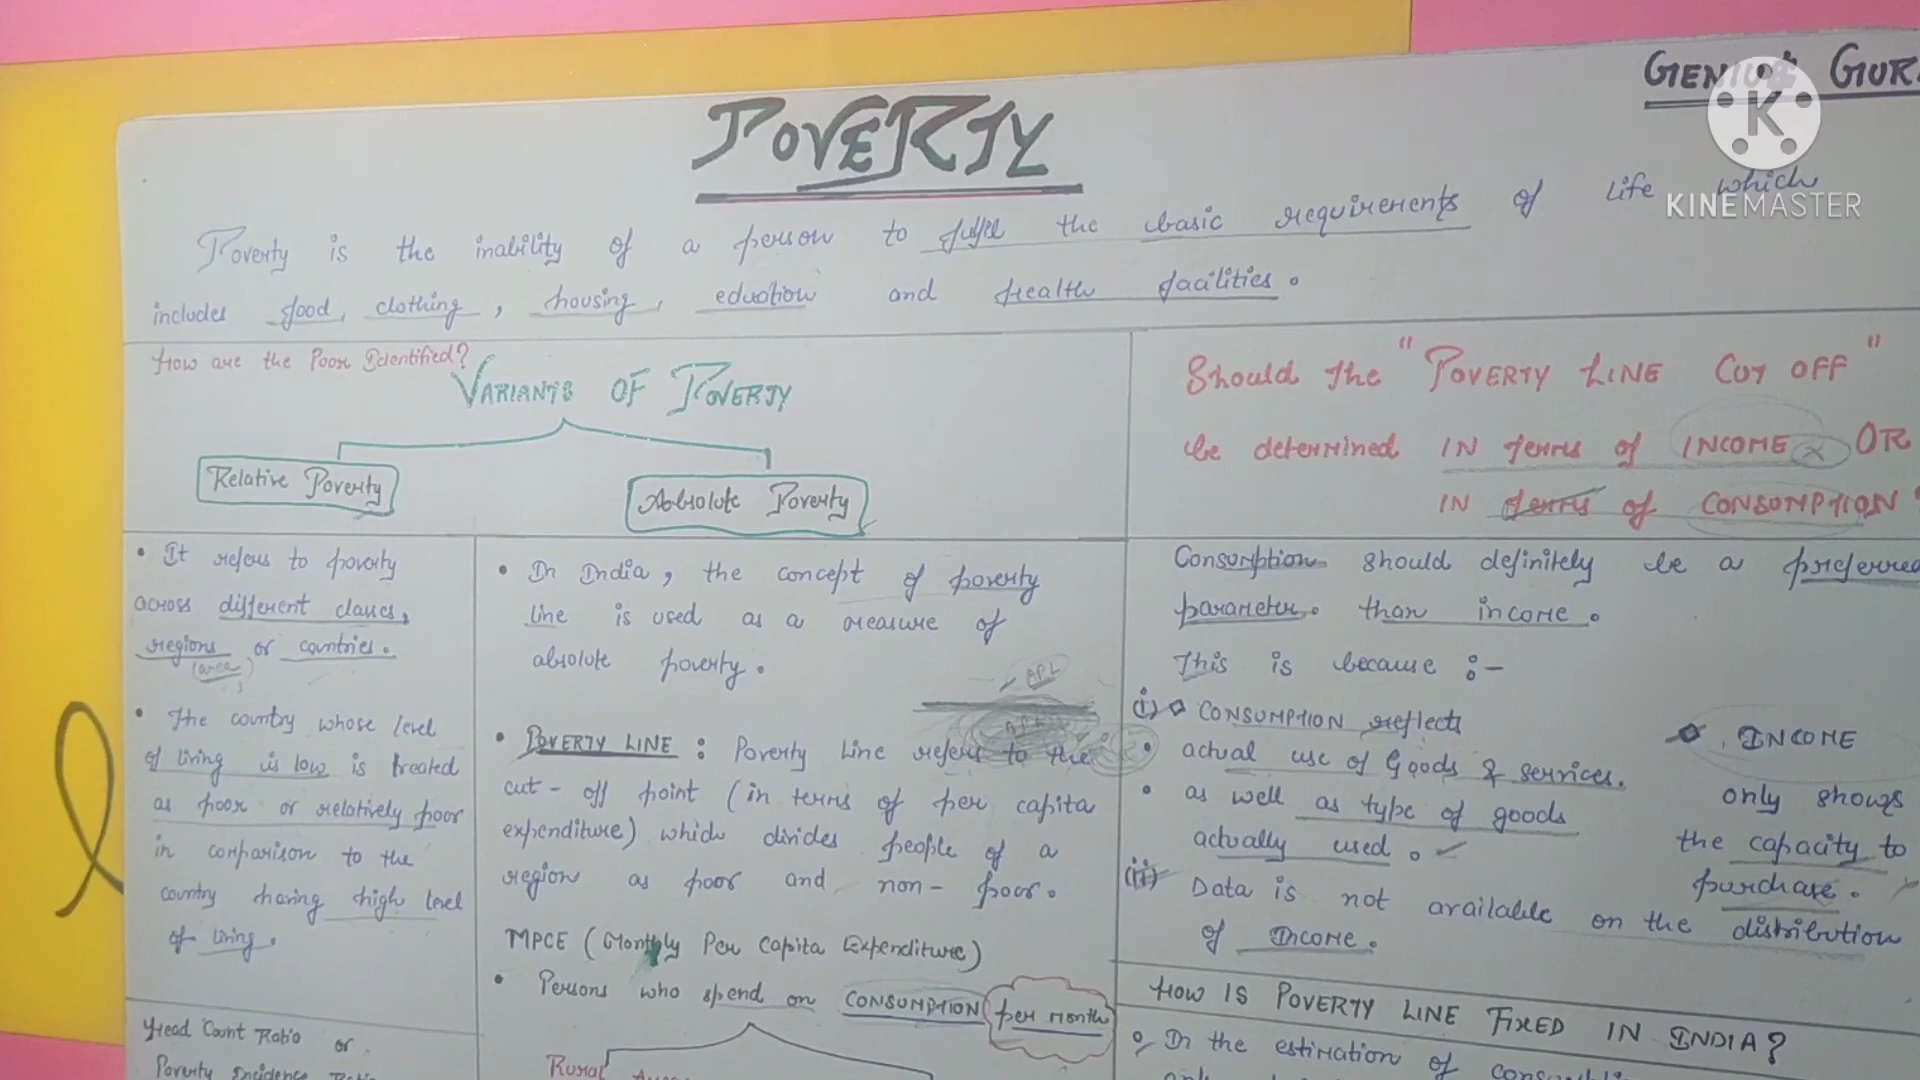 GENIUS GUR
K
KINEMASTER
POVERTY
Poverty is the inability of a person to fulfil the basic requirements of life which
includes food, clothing, housing, eduation and health facilities.
How are the Poor Identified?
VARIANTS OF POVERTY
Relative Poverty
Absolute Poverty
• It refers to poverty
across different classes,
regions or countries.
(area)
• The country whose level
of living is low is treated
as poor or relatively poor
in comparison to the
country having high level
of living.
Head Count Ratio or
Poverty Incidence
• In India, the concept of poverty
line is used as a measure of
absolute poverty.
APL
• POVERTY LINE : Poverty Line refers to the
cut-off point (in terms of per capita
expenditure) which divides people of a
region as poor and non-poor.
MPCE (Monthly Per Capita Expenditure)
• Persons who spend on CONSUMPTION per month
Rural
Should the "POVERTY LINE CUT OFF"
be determined IN terms of INCOME x OR
IN terms of CONSUMPTION
Consumption should definitely be a preferred
parameter. than income.
This is because :-
(i) CONSUMPTION reflects
• actual use of Goods & services.
• as well as type of goods
actually used.
INCOME
only shows
the capacity to
purchase.
(ii) Data is not available on the distribution
of Income.
HOW IS POVERTY LINE FIXED IN INDIA?
In the estimation of